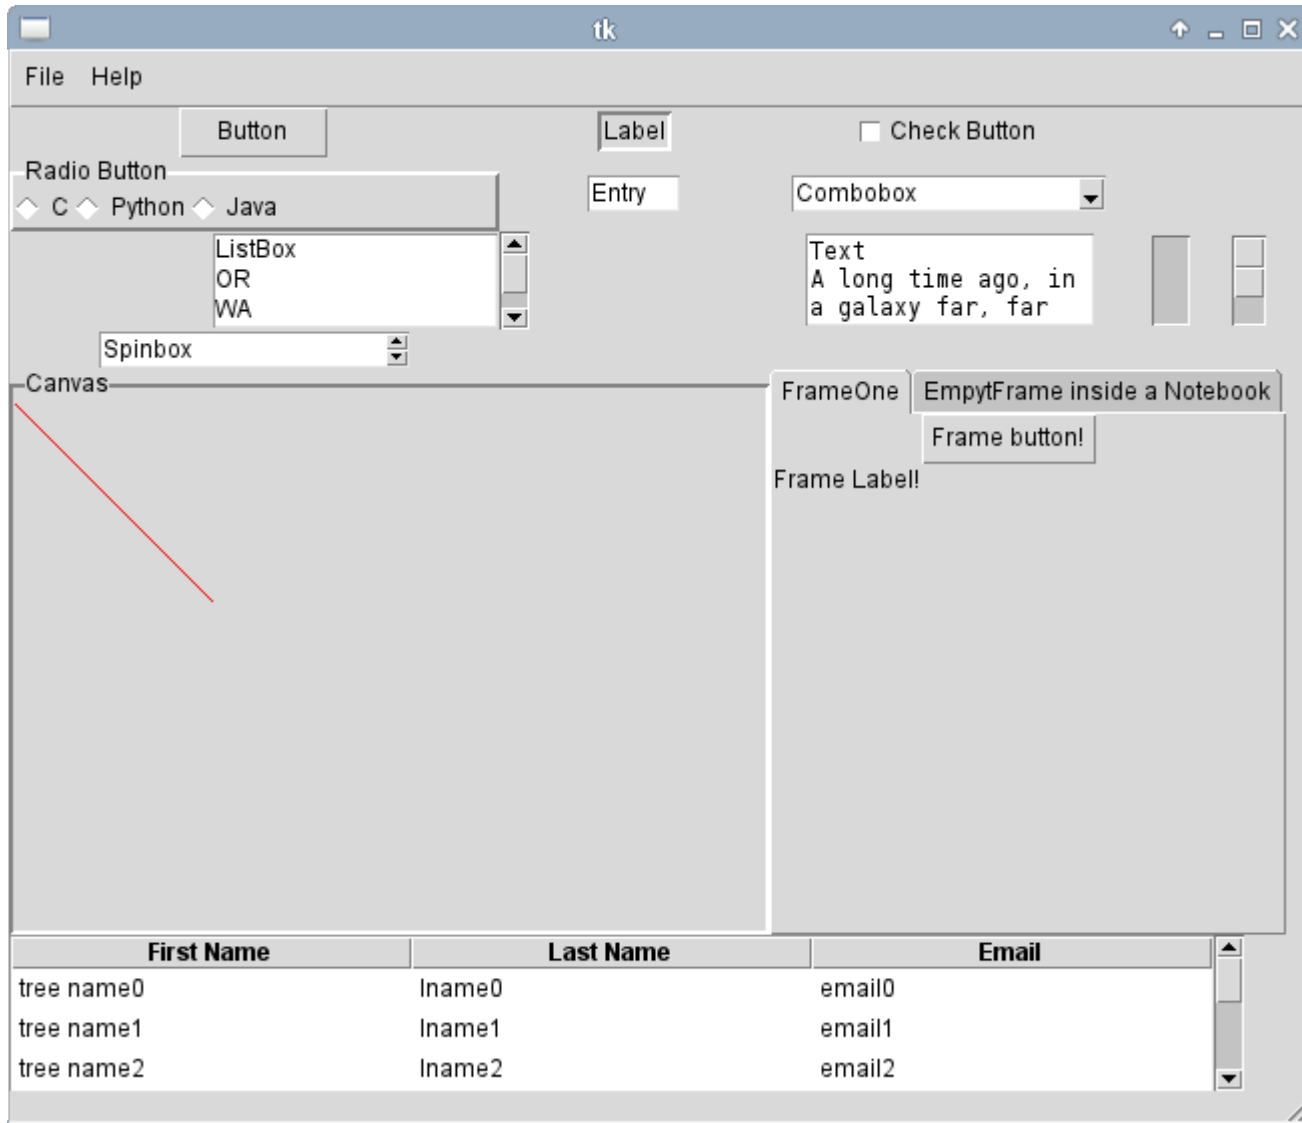 tk
File Help
Button Label Check Button
Radio Button
C Python Java
Entry Combobox
ListBox
OR
WA
Text
A long time ago, in
a galaxy far, far
Spinbox
Canvas
FrameOne EmpytFrame inside a Notebook
Frame button!
Frame Label!
First Name Last Name Email
tree name0 lname0 email0
tree name1 lname1 email1
tree name2 lname2 email2